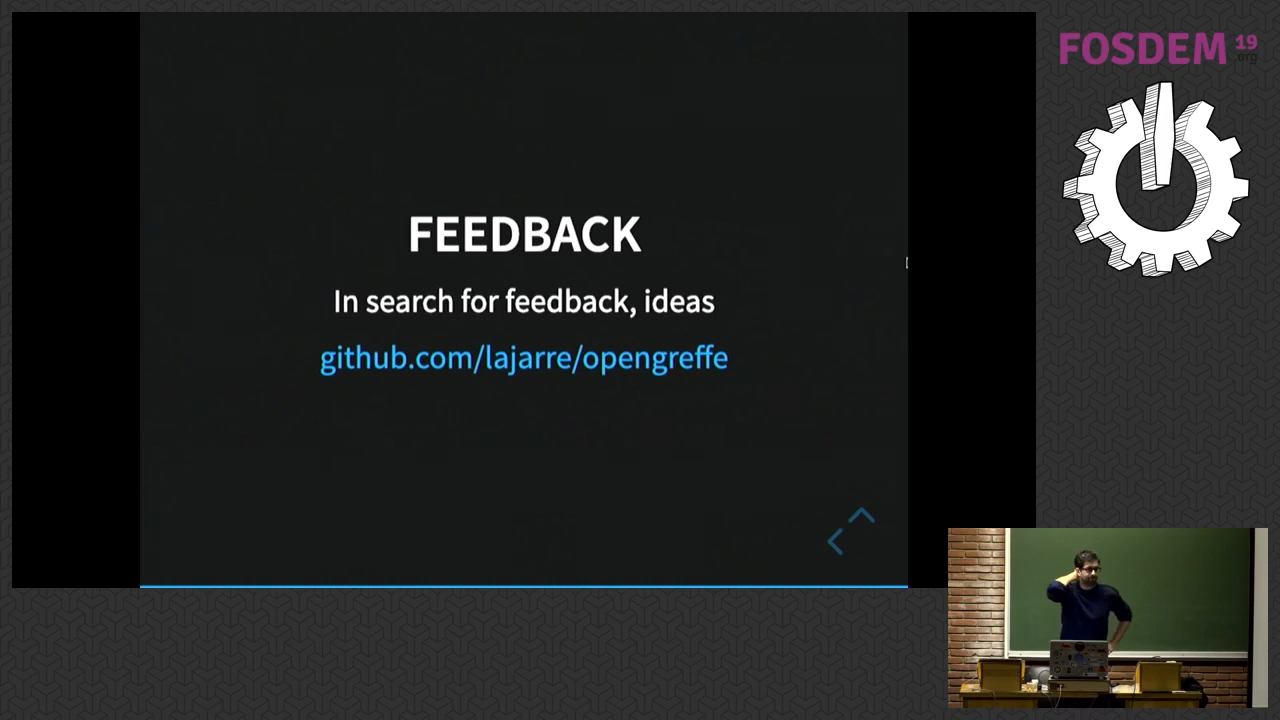 FEEDBACK
In search for feedback, ideas
github.com/lajarre/opengreffe
FOSDEM 19
.org